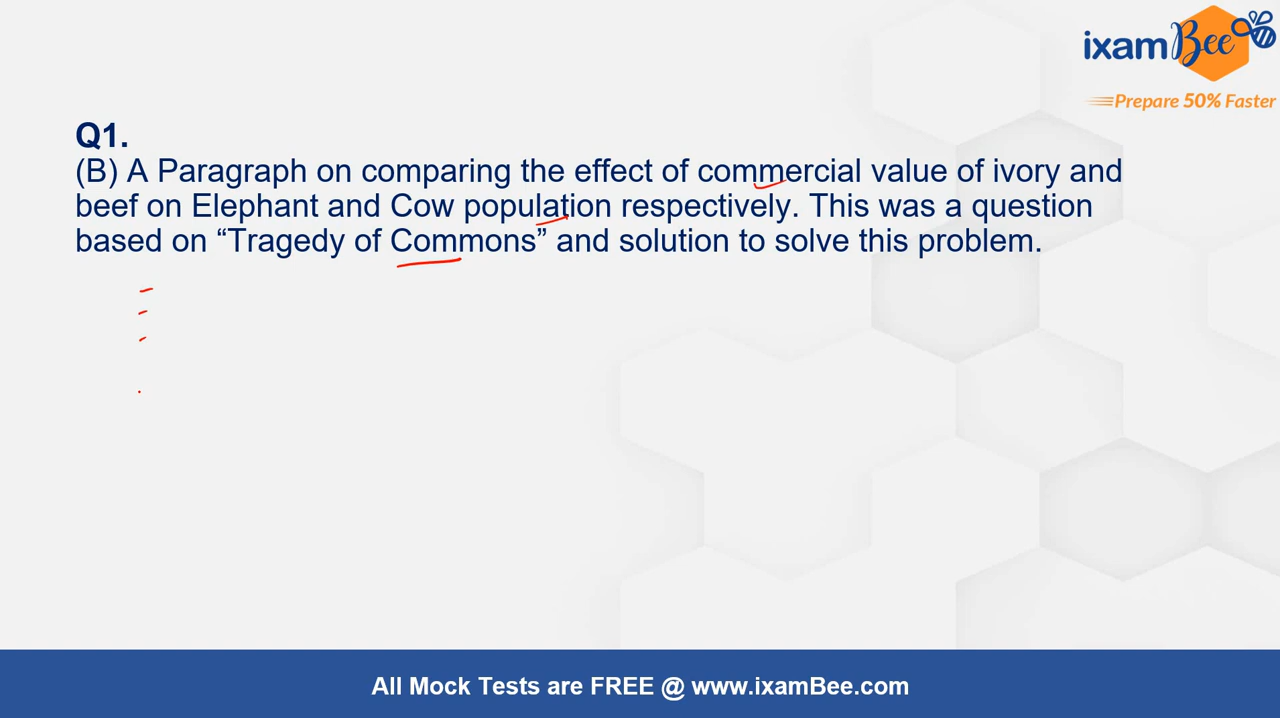 ixamBee
Prepare 50% Faster
Q1.
(B) A Paragraph on comparing the effect of commercial value of ivory and
beef on Elephant and Cow population respectively. This was a question
based on “Tragedy of Commons” and solution to solve this problem.
All Mock Tests are FREE @ www.ixamBee.com